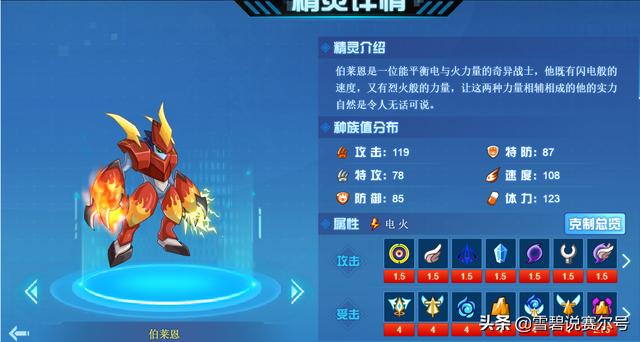 精灵详情
精灵介绍
伯莱恩是一位能平衡电与火力量的奇异战士，他既有闪电般的
速度，又有烈火般的力量，让这两种力量相辅相成的他的实力
自然是令人无话可说。
种族值分布
攻击：119 特防：87
特攻：78 速度：108
防御：85 体力：123
属性 电 火 克制总览
攻击
1.5 1.5 1.5 1.5 1.5 1.5 1.5
受击
4 4 4 4
伯莱恩
头条 @雪碧说赛尔号